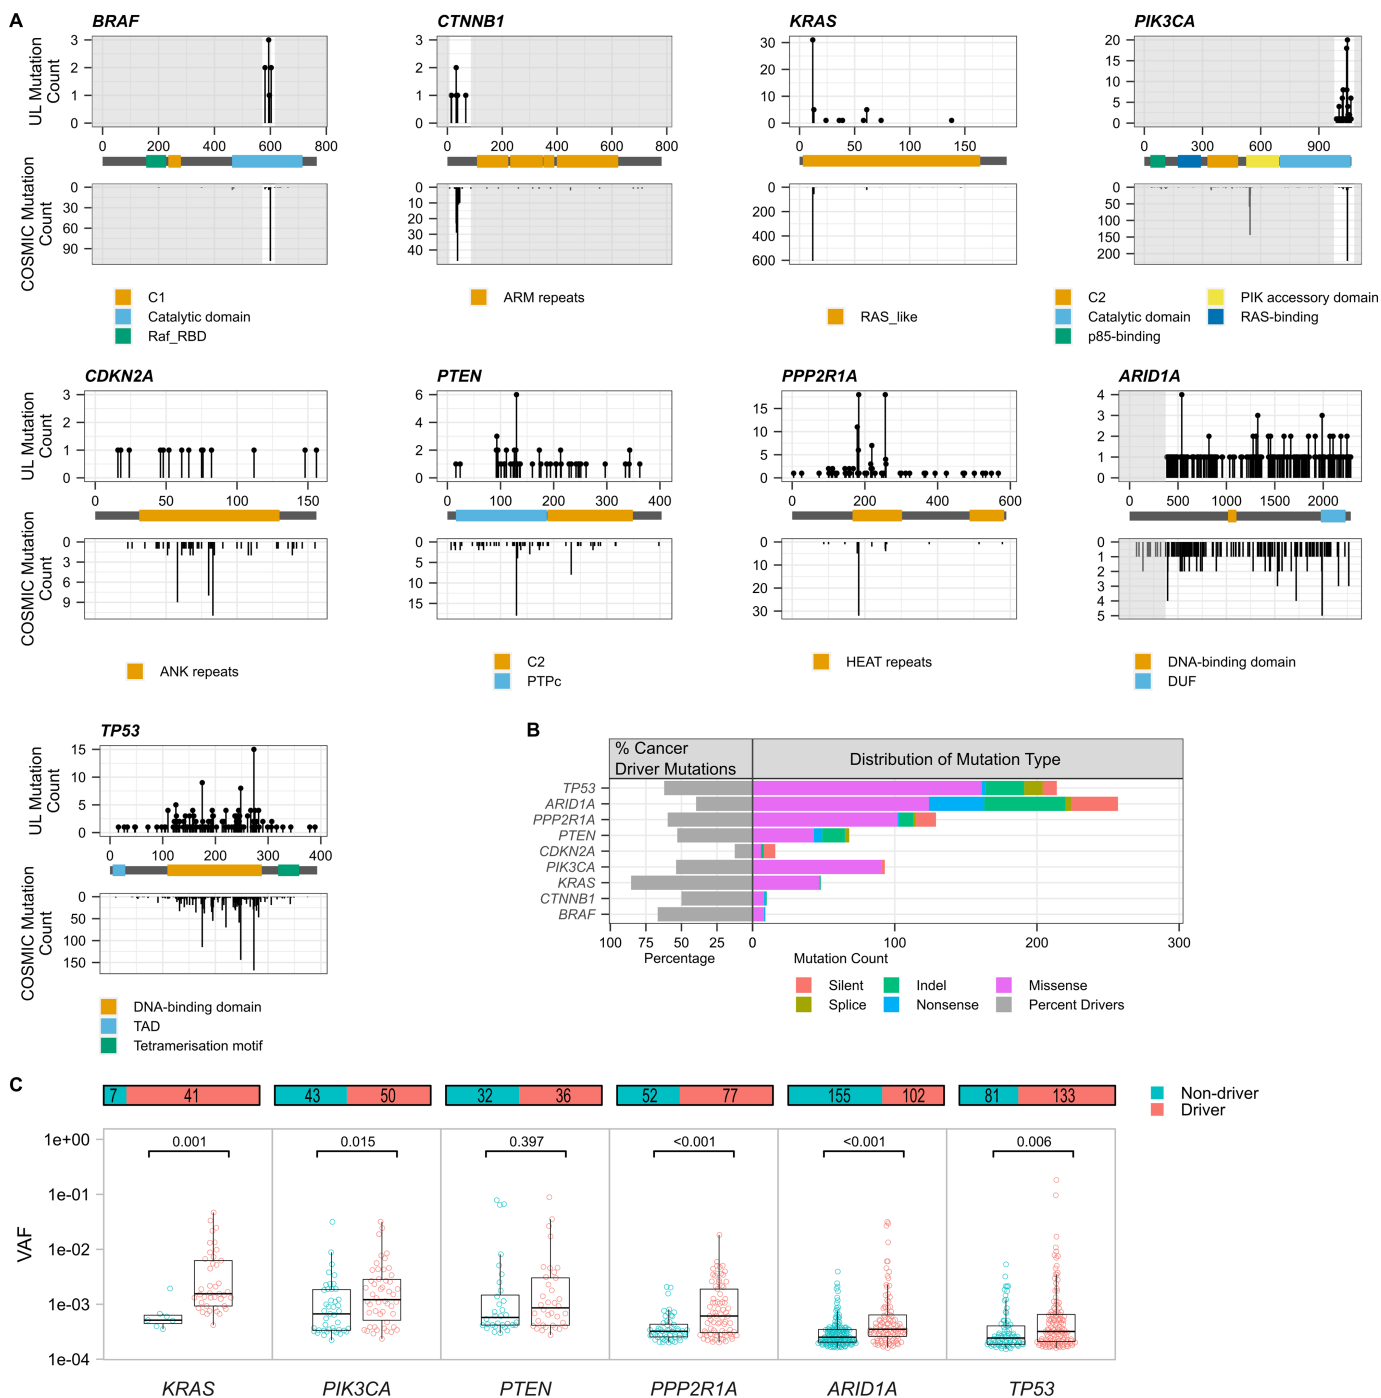 A
BRAF
CTNNB1
KRAS
PIK3CA
UL Mutation
Count
3
2
1
0
0 200 400 600 800
3
2
1
0
0 200 400 600 800
30
20
10
0
0 50 100 150
20
15
10
5
0
0 300 600 900
COSMIC Mutation
Count
0
30
60
90
0
10
20
30
40
0
200
400
600
0
50
100
150
200
C1
Catalytic domain
Raf_RBD
ARM repeats
RAS_like
C2
Catalytic domain
p85-binding
PIK accessory domain
RAS-binding
CDKN2A
PTEN
PPP2R1A
ARID1A
UL Mutation
Count
3
2
1
0
0 50 100 150
6
4
2
0
0 100 200 300 400
15
10
5
0
0 200 400 600
4
3
2
1
0
0 500 1000 1500 2000
COSMIC Mutation
Count
0
3
6
9
0
5
10
15
0
10
20
30
0
1
2
3
4
5
ANK repeats
C2
PTPc
HEAT repeats
DNA-binding domain
DUF
TP53
UL Mutation
Count
15
10
5
0
0 100 200 300 400
COSMIC Mutation
Count
0
50
100
150
DNA-binding domain
TAD
Tetramerisation motif
B
% Cancer
Driver Mutations
Distribution of Mutation Type
TP53
ARID1A
PPP2R1A
PTEN
CDKN2A
PIK3CA
KRAS
CTNNB1
BRAF
100 75 50 25 0 100 200 300
Percentage Mutation Count
Silent Indel Missense
Splice Nonsense Percent Drivers
C
7 41 43 50 32 36 52 77 155 102 81 133
Non-driver
Driver
0.001 0.015 0.397 <0.001 <0.001 0.006
VAF
1e+00
1e-01
1e-02
1e-03
1e-04
KRAS PIK3CA PTEN PPP2R1A ARID1A TP53